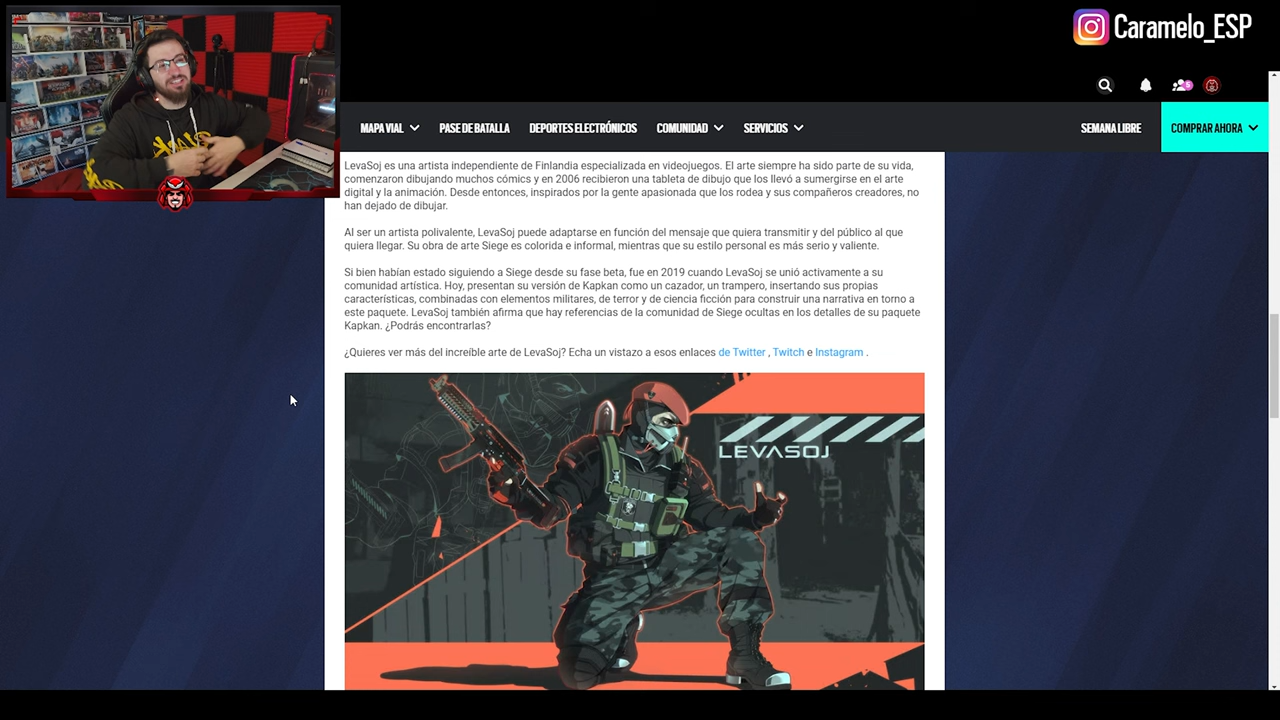 Caramelo_ESP
MAPA VIAL
PASE DE BATALLA
DEPORTES ELECTRÓNICOS
COMUNIDAD
SERVICIOS
SEMANA LIBRE
COMPRAR AHORA
LevaSoj es una artista independiente de Finlandia especializada en videojuegos. El arte siempre ha sido parte de su vida,
comenzaron dibujando muchos cómics y en 2006 recibieron una tableta de dibujo que los llevó a sumergirse en el arte
digital y la animación. Desde entonces, inspirados por la gente apasionada que los rodea y sus compañeros creadores, no
han dejado de dibujar.
Al ser un artista polivalente, LevaSoj puede adaptarse en función del mensaje que quiera transmitir y del público al que
quiera llegar. Su obra de arte Siege es colorida e informal, mientras que su estilo personal es más serio y valiente.
Si bien habían estado siguiendo a Siege desde su fase beta, fue en 2019 cuando LevaSoj se unió activamente a su
comunidad artística. Hoy, presentan su versión de Kapkan como un cazador, un trampero, insertando sus propias
características, combinadas con elementos militares, de terror y de ciencia ficción para construir una narrativa en torno a
este paquete. LevaSoj también afirma que hay referencias de la comunidad de Siege ocultas en los detalles de su paquete
Kapkan. ¿Podrás encontrarlas?
¿Quieres ver más del increíble arte de LevaSoj? Echa un vistazo a esos enlaces de Twitter , Twitch e Instagram .
LEVASOJ